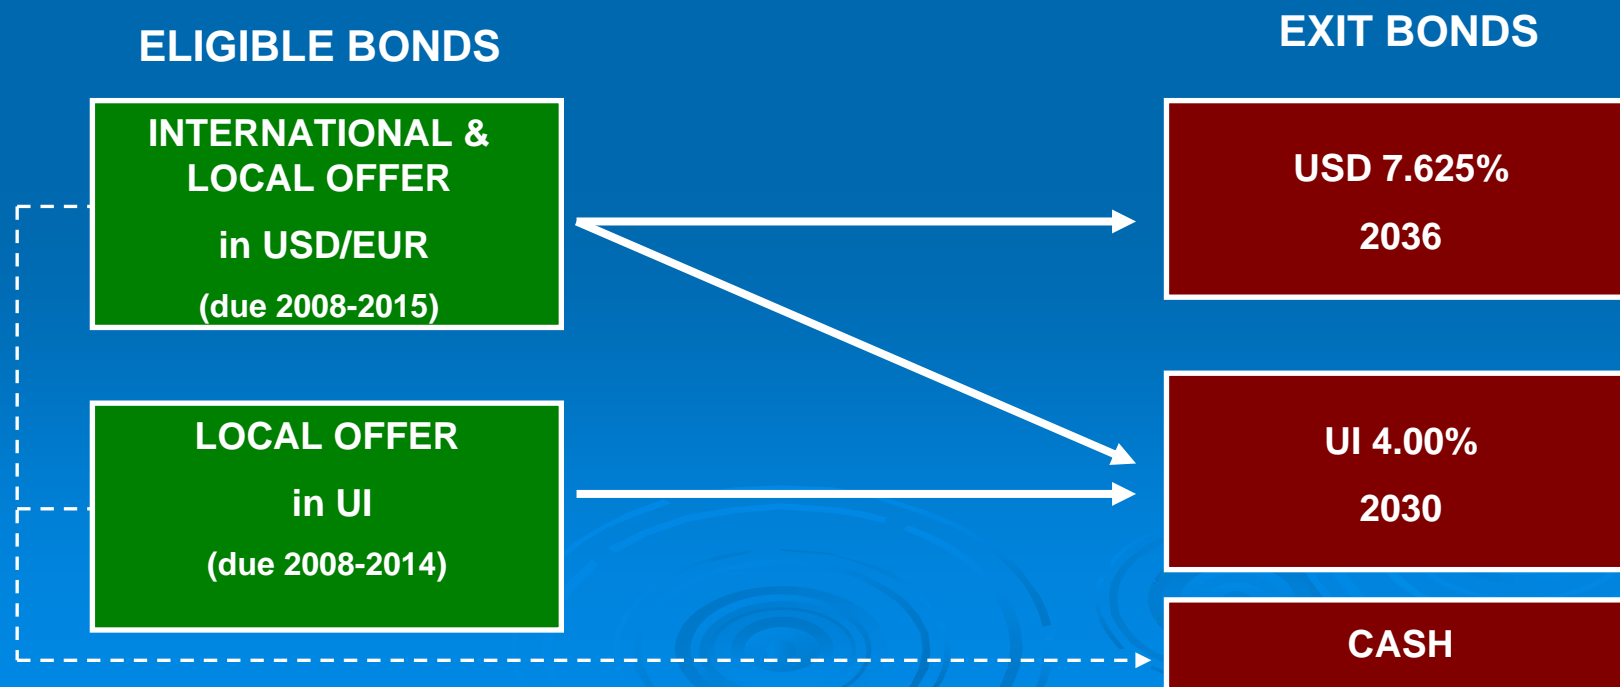 ELIGIBLE BONDS
INTERNATIONAL &
LOCAL OFFER
in USD/EUR
(due 2008-2015)
LOCAL OFFER
in UI
(due 2008-2014)
EXIT BONDS
USD 7.625%
2036
UI 4.00%
2030
CASH